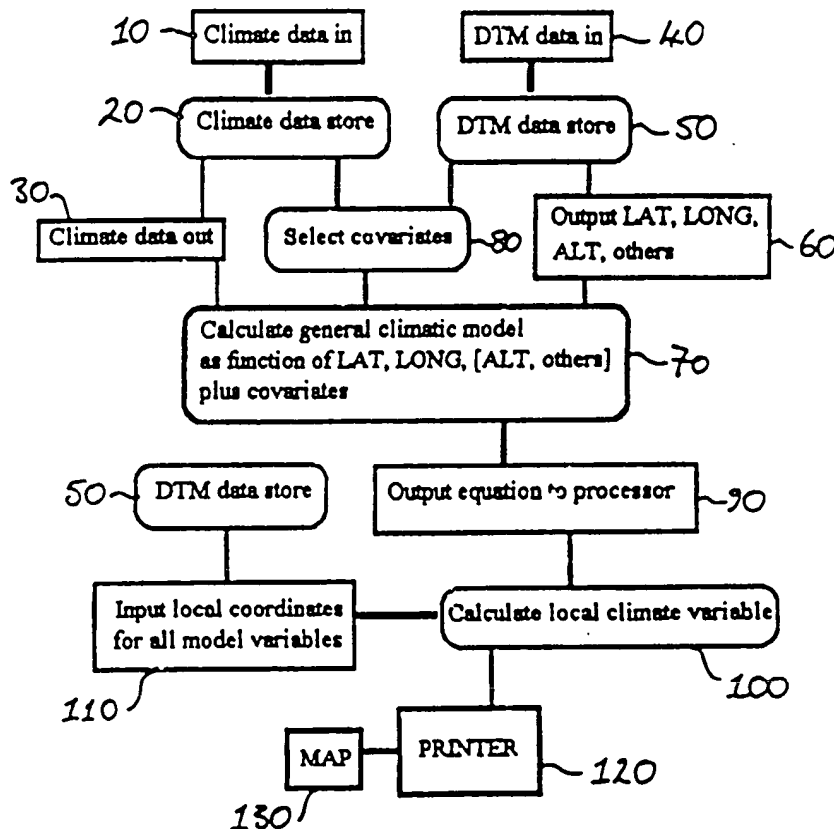 10
Climate data in
DTM data in
40
20
Climate data store
DTM data store
50
30
Climate data out
Select covariates
80
Output LAT, LONG,
ALT, others
60
Calculate general climatic model
as function of LAT, LONG, [ALT, others]
plus covariates
70
50
DTM data store
Output equation to processor
90
Input local coordinates
for all model variables
Calculate local climate variable
110
100
MAP
PRINTER
130
120